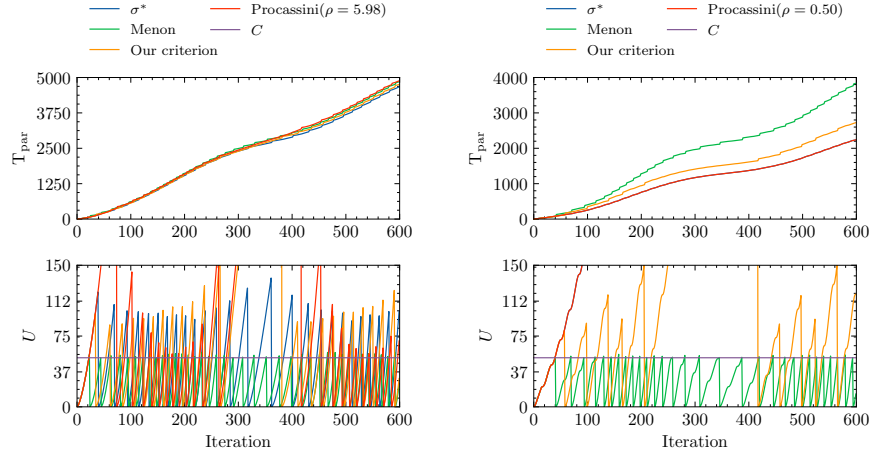 σ* Procassini(ρ = 5.98)
Menon C
Our criterion
5000
3750
2500
1250
0
T_par
0 100 200 300 400 500 600
150
112
75
37
0
U
0 100 200 300 400 500 600
Iteration
σ* Procassini(ρ = 0.50)
Menon C
Our criterion
4000
3000
2000
1000
0
T_par
0 100 200 300 400 500 600
150
112
75
37
0
U
0 100 200 300 400 500 600
Iteration